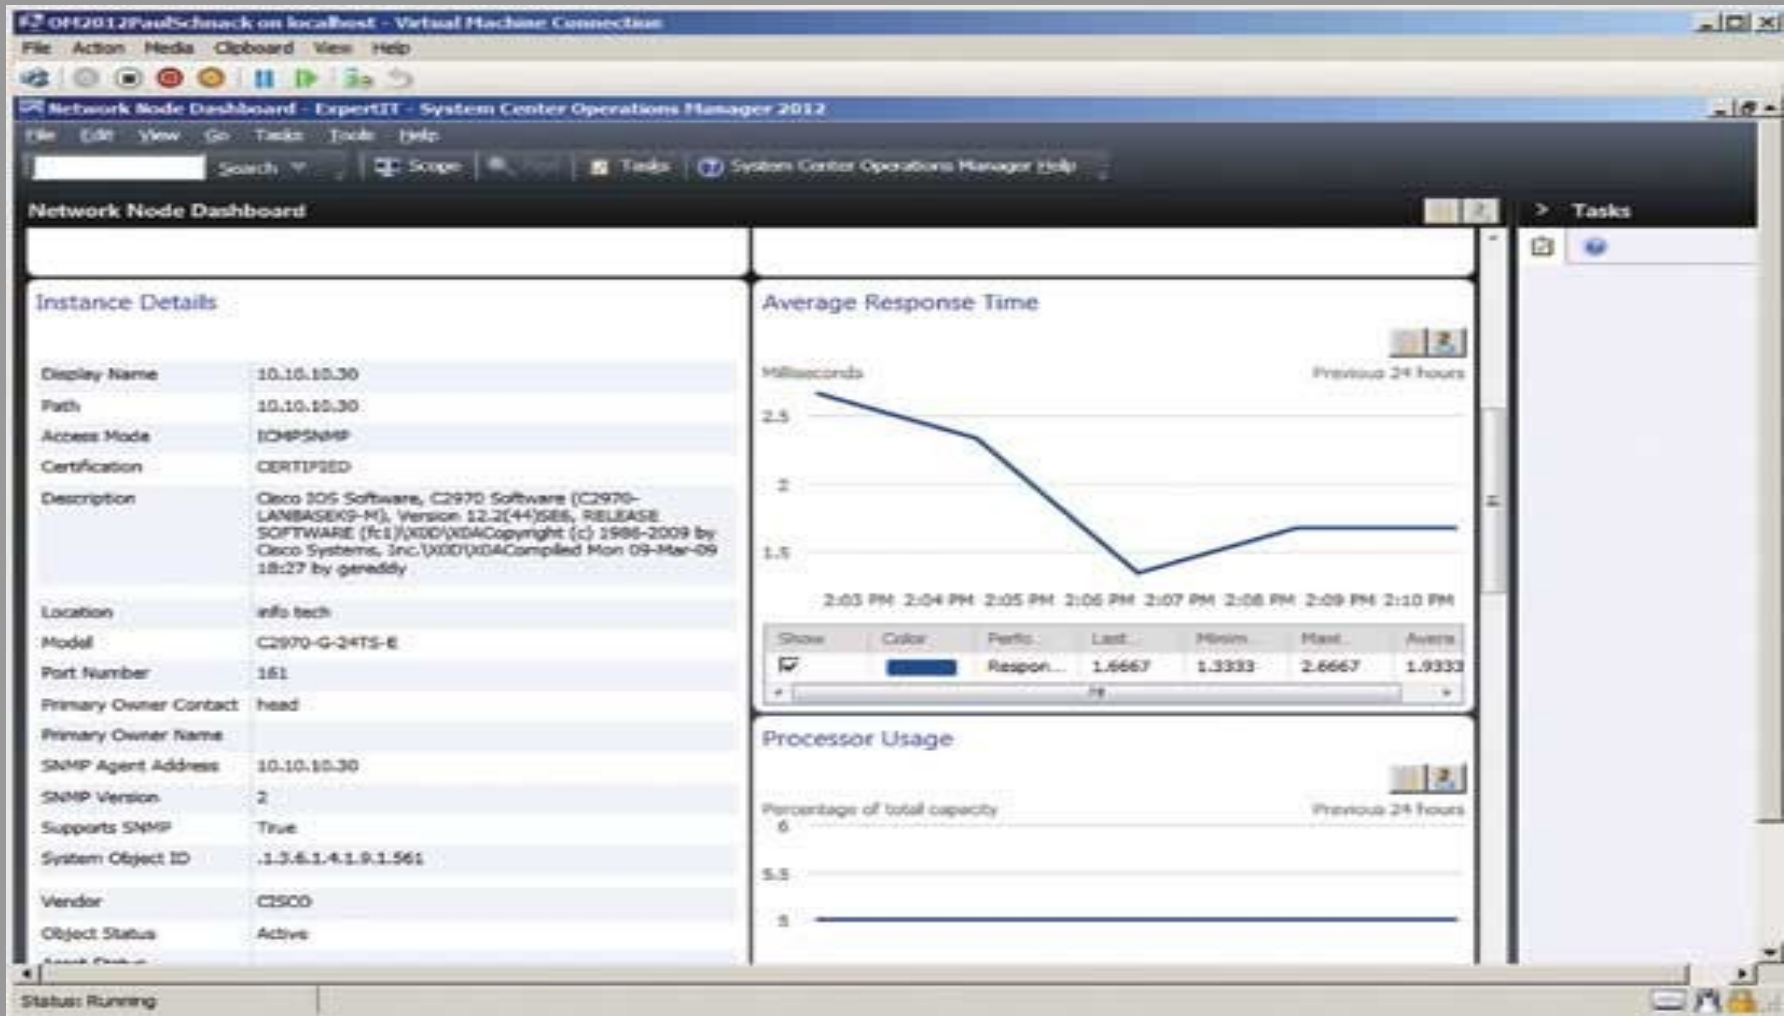 OM2012PaulSchnack on localhost - Virtual Machine Connection
File Action Media Clipboard View Help
Network Node Dashboard - ExpertIT - System Center Operations Manager 2012
File Edit View Go Tasks Tools Help
Search Scope Tasks System Center Operations Manager Help
Network Node Dashboard
> Tasks
Instance Details
Display Name 10.10.10.30
Path 10.10.10.30
Access Mode ICMPSNMP
Certification CERTIFIED
Description Cisco IOS Software, C2970 Software (C2970-
LANBASEK9-M), Version 12.2(44)SE6, RELEASE
SOFTWARE (fc1)\X0D\X0ACopyright (c) 1986-2009 by
Cisco Systems, Inc.\X0D\X0ACompiled Mon 09-Mar-09
18:27 by gereddy
Location info tech
Model C2970-G-24TS-E
Port Number 161
Primary Owner Contact head
Primary Owner Name
SNMP Agent Address 10.10.10.30
SNMP Version 2
Supports SNMP True
System Object ID .1.3.6.1.4.1.9.1.561
Vendor CISCO
Object Status Active
Average Response Time
Milliseconds Previous 24 hours
2.5
2
1.5
2:03 PM 2:04 PM 2:05 PM 2:06 PM 2:07 PM 2:08 PM 2:09 PM 2:10 PM
Show Color Perfo... Last... Minim... Maxi... Avera
Respon... 1.6667 1.3333 2.6667 1.9333
Processor Usage
Percentage of total capacity Previous 24 hours
6
5.5
5
Status: Running